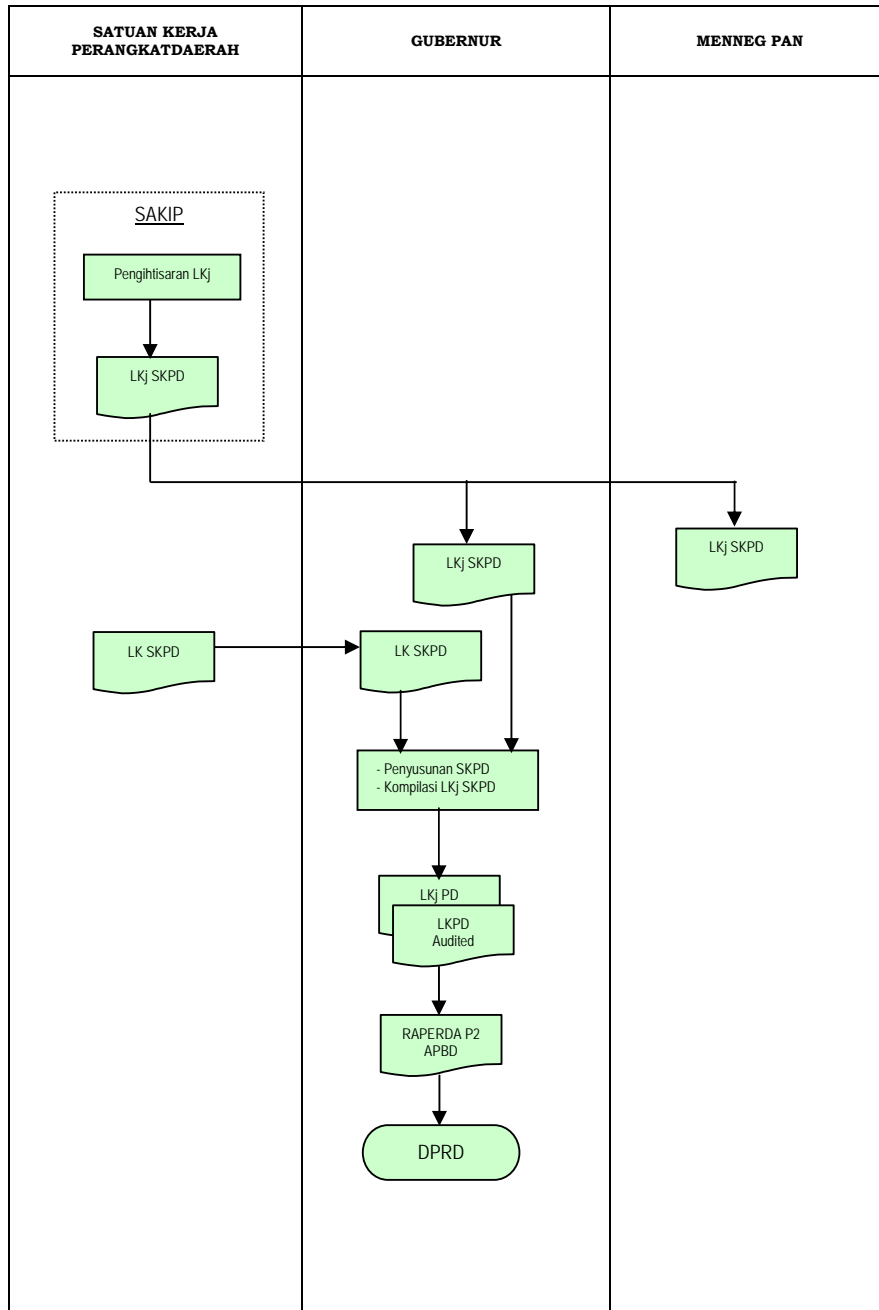 SATUAN KERJA
PERANGKATDAERAH
GUBERNUR
MENNEG PAN
SAKIP
Pengihtisaran LKj
LKj SKPD
LKj SKPD
LKj SKPD
LK SKPD
LK SKPD
- Penyusunan SKPD
- Kompilasi LKj SKPD
LKj PD
LKPD
Audited
RAPERDA P2
APBD
DPRD